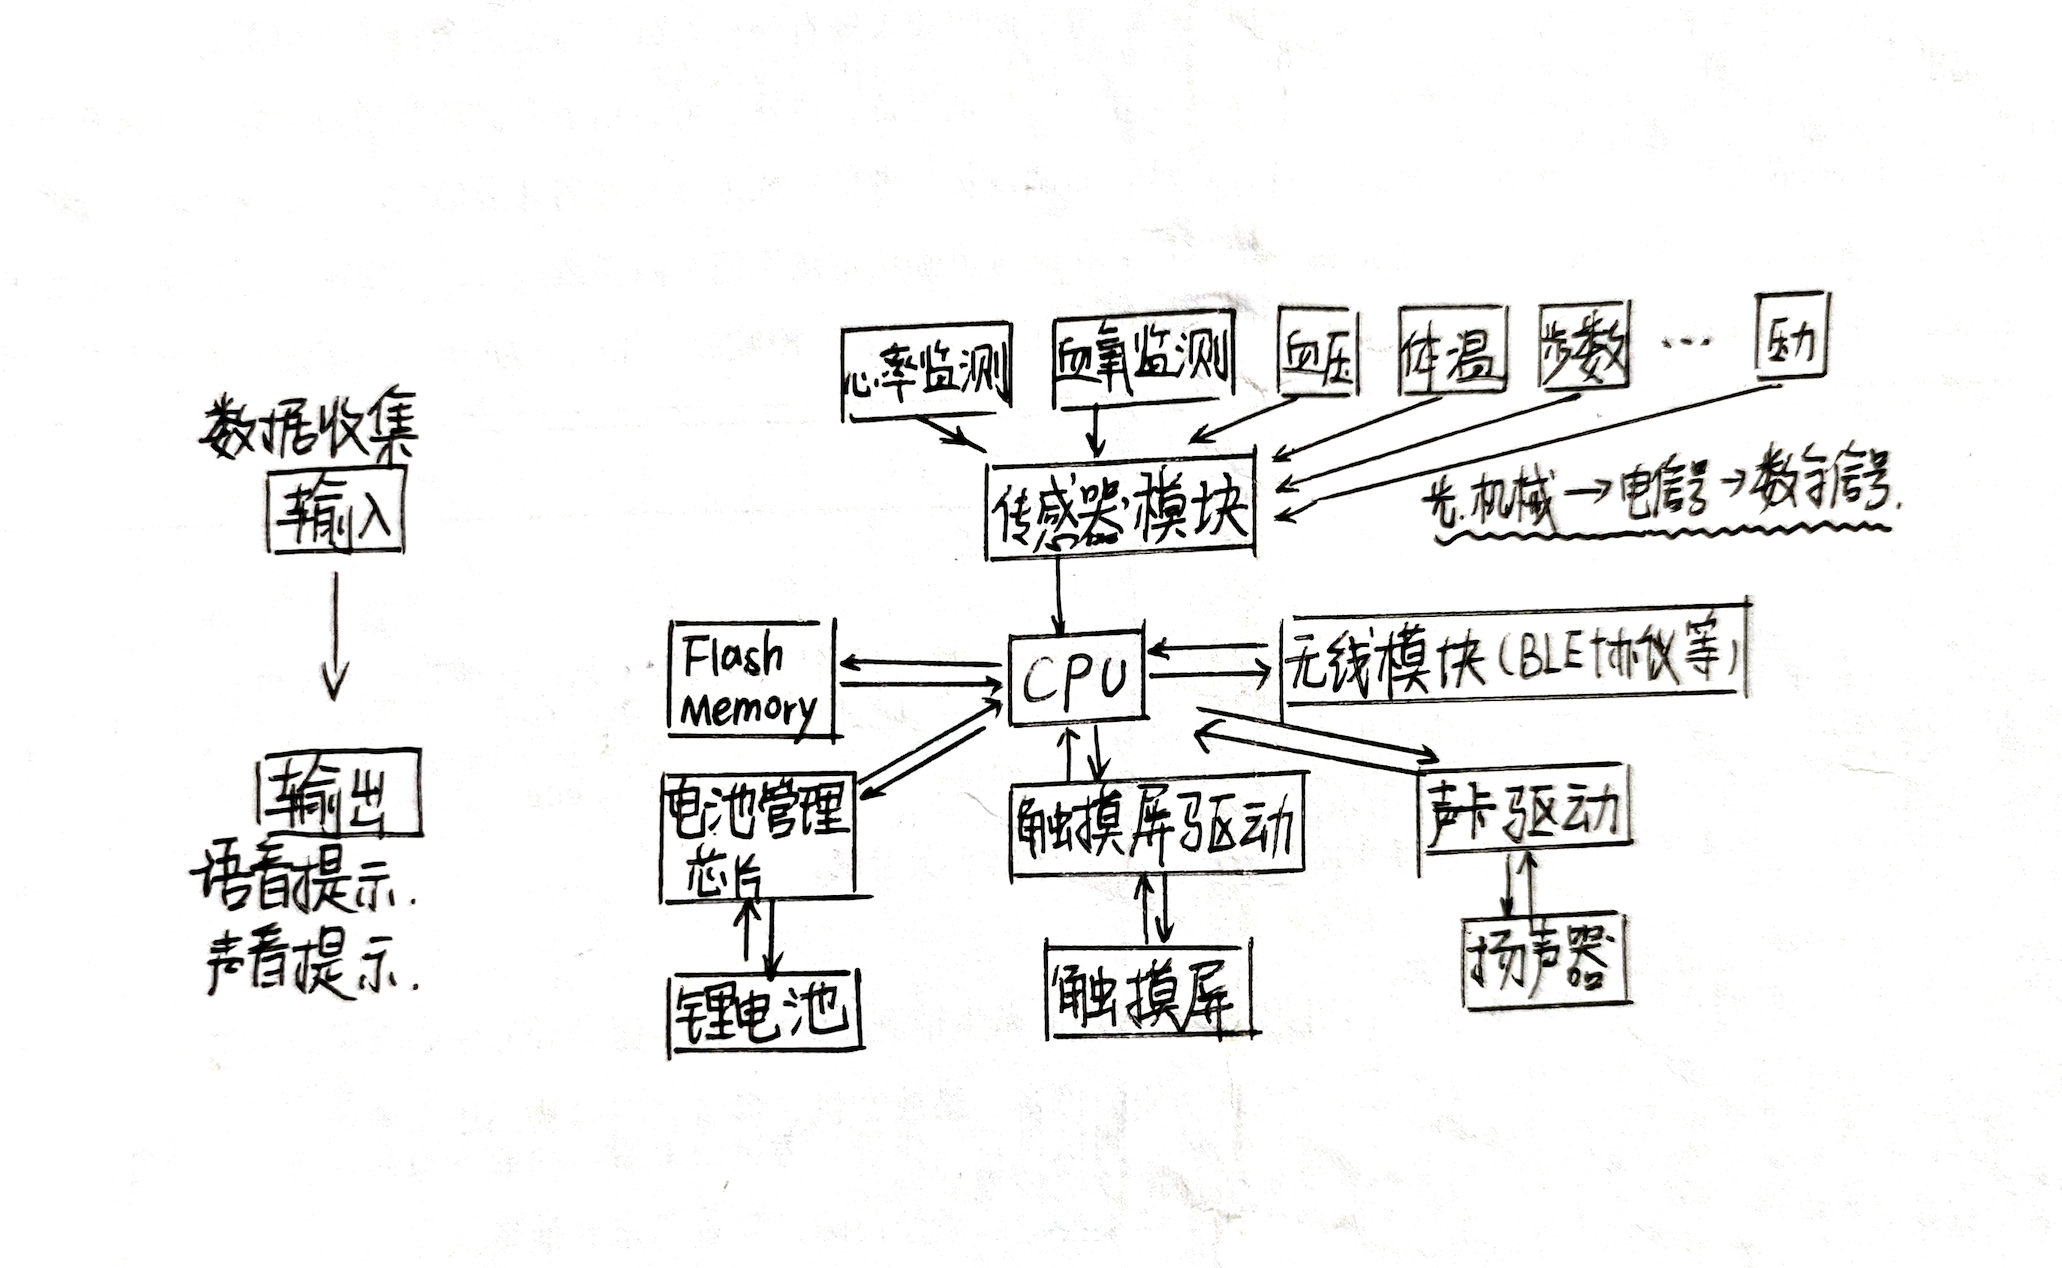 心率监测
血氧监测
血压
体温
步数
...
压力
数据收集
输入
传感器模块
光.机械→电信号→数字信号.
Flash
Memory
CPU
无线模块(BLE协议等)
输出
语音提示.
声音提示.
电池管理
芯片
触摸屏驱动
声卡驱动
锂电池
触摸屏
扬声器